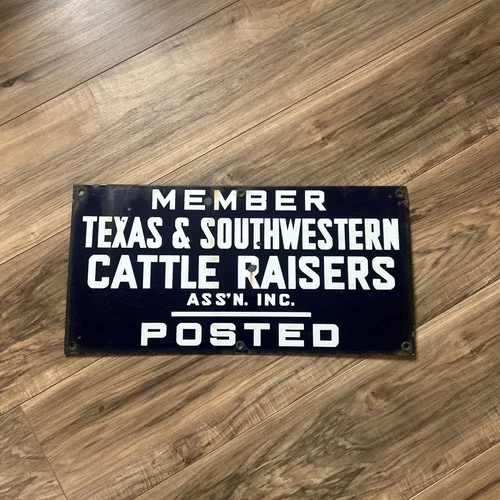 MEMBER
TEXAS & SOUTHWESTERN
CATTLE RAISERS
ASS'N. INC.
POSTED